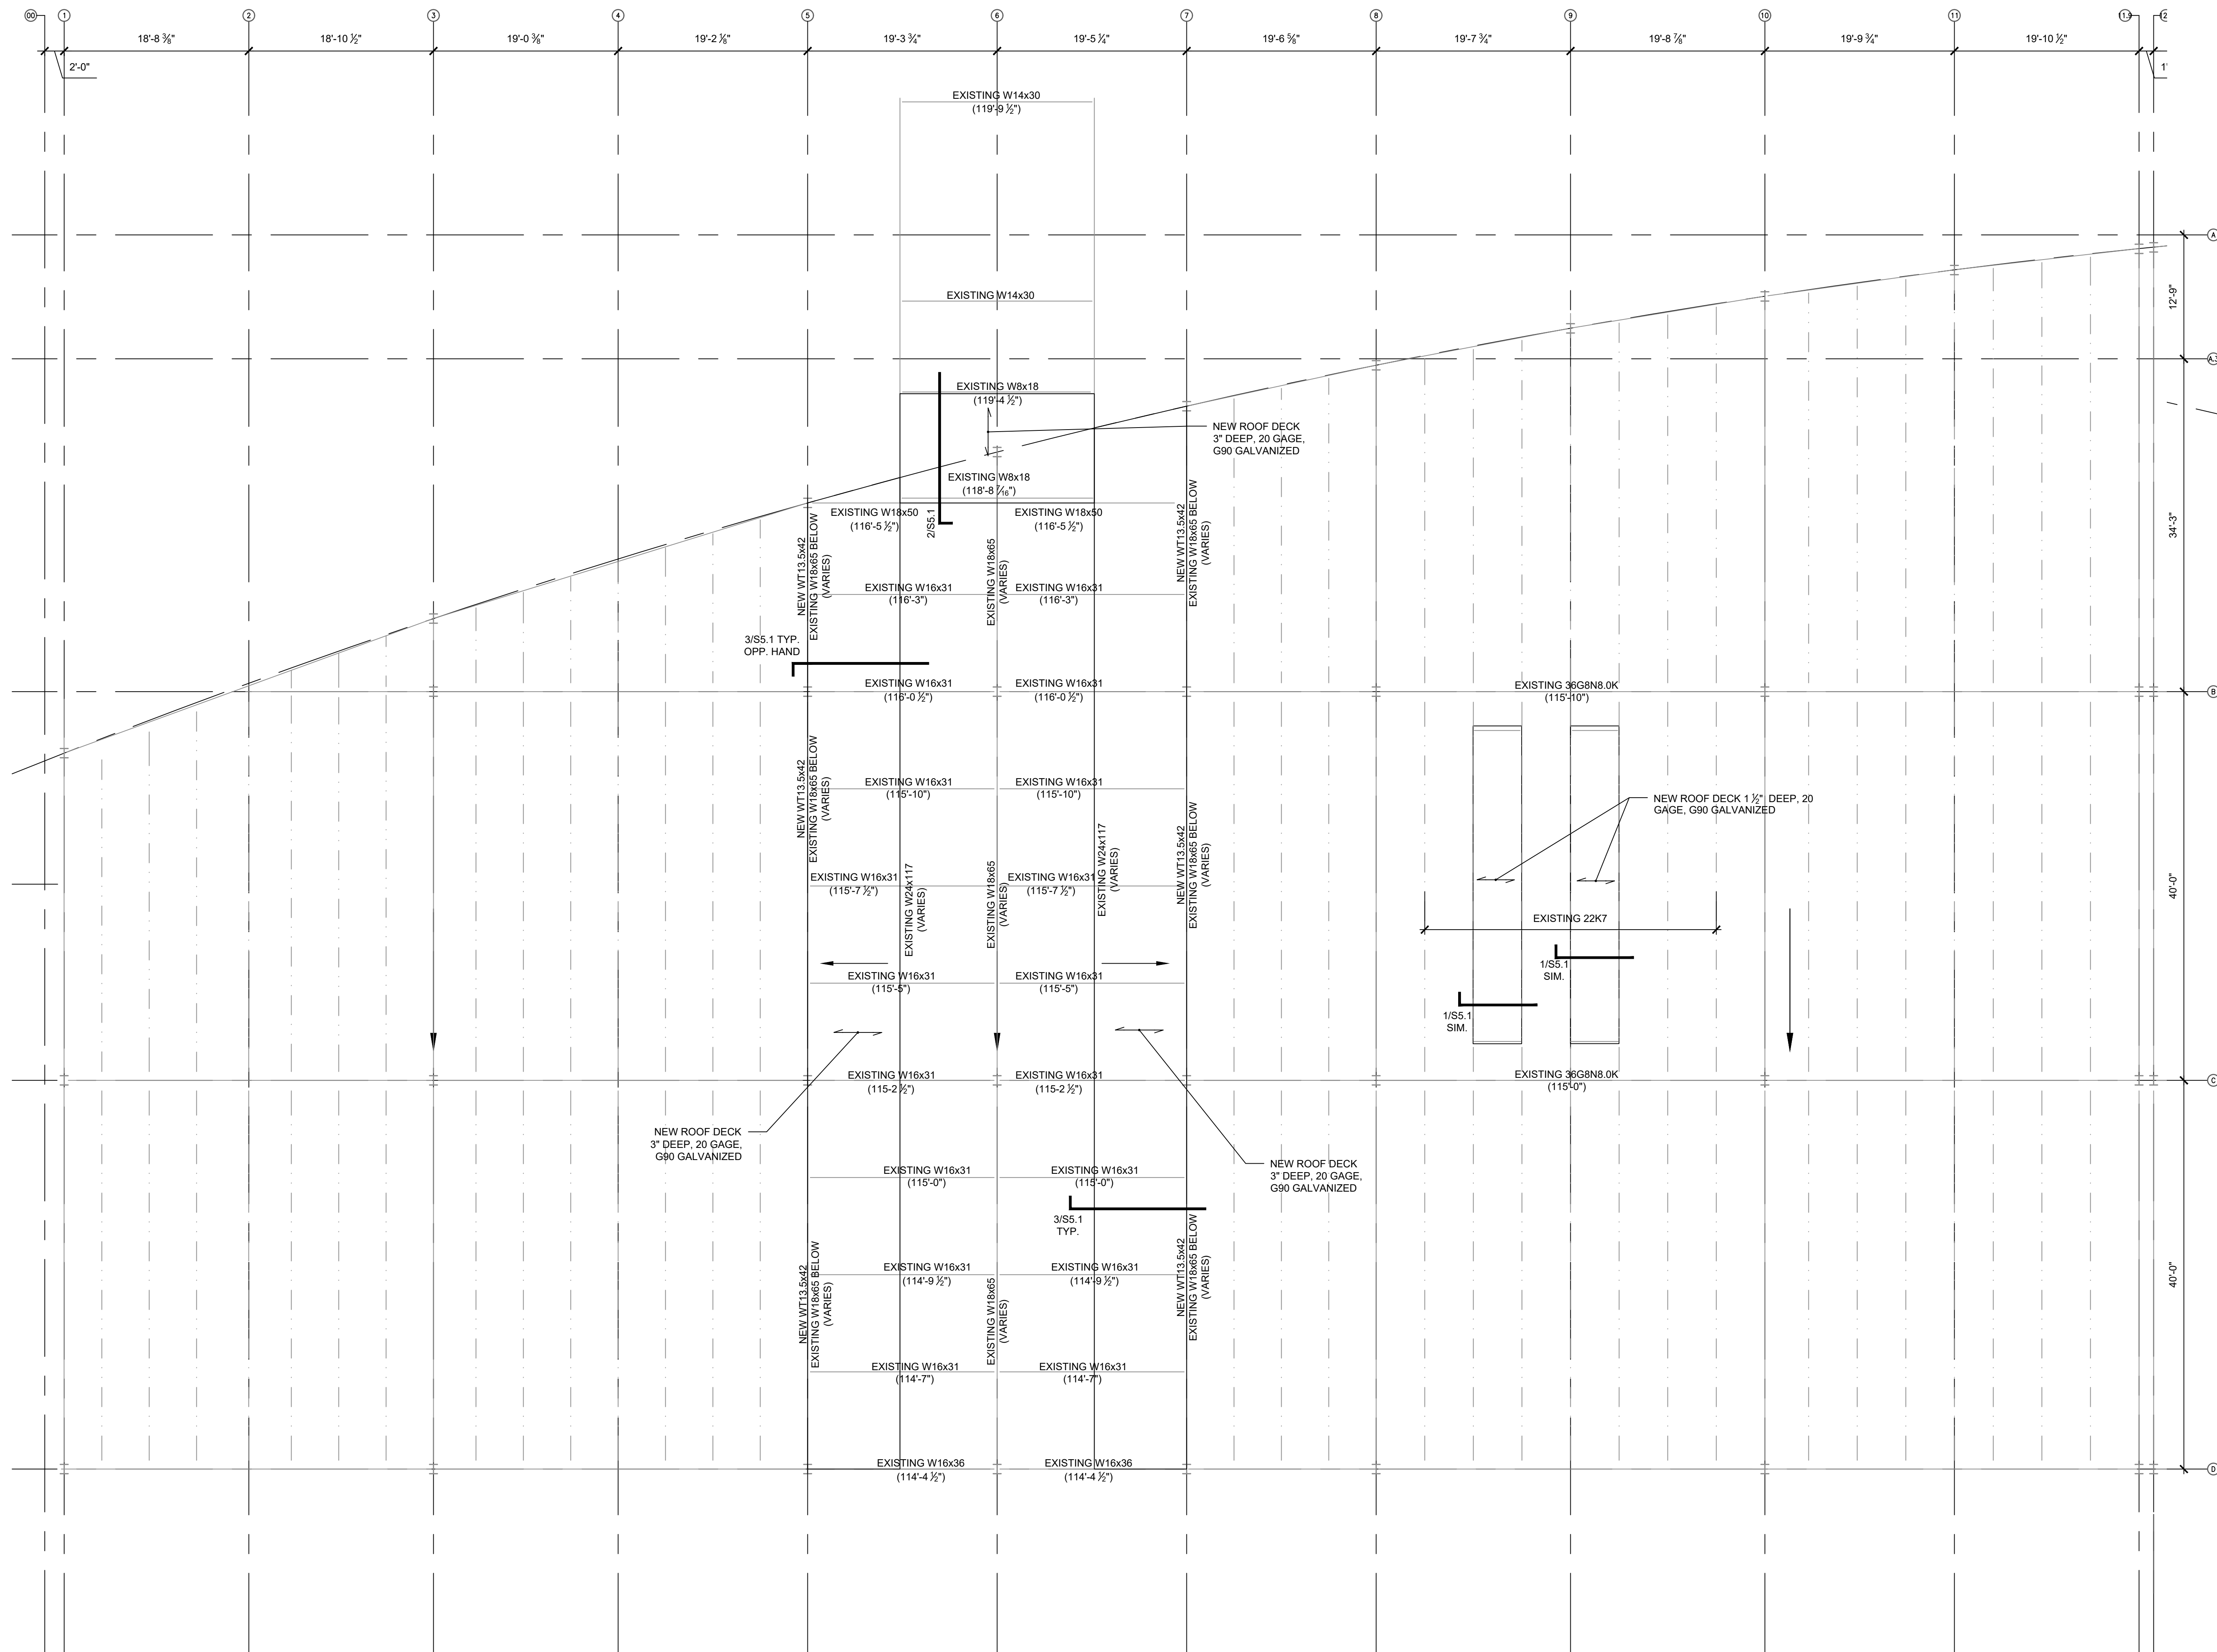 00 1 2 3 4 5 6 7 8 9 10 11
18'-8 3⁄8" 18'-10 1⁄2" 19'-0 3⁄8" 19'-2 1⁄8" 19'-3 3⁄4" 19'-5 1⁄4" 19'-6 5⁄8" 19'-7 3⁄4" 19'-8 7⁄8" 19'-9 3⁄4" 19'-10 1⁄2"
2'-0"
EXISTING W14x30
(119'-9 1⁄2")
A
EXISTING W14x30
12'-9"
EXISTING W8x18
(119'-4 1⁄2")
NEW ROOF DECK
3" DEEP, 20 GAGE,
G90 GALVANIZED
EXISTING W8x18
(118'-8 7⁄16")
EXISTING W18x50
(116'-5 1⁄2")
EXISTING W18x50
(116'-5 1⁄2")
2/S5.1
34'-3"
NEW WT13.5x42
EXISTING W18x65 BELOW
(VARIES)
EXISTING W18x65
(VARIES)
NEW WT13.5x42
EXISTING W18x65 BELOW
(VARIES)
EXISTING W16x31
(116'-3")
EXISTING W16x31
(116'-3")
3/S5.1 TYP.
OPP. HAND
EXISTING W16x31
(116'-0 1⁄2")
EXISTING W16x31
(116'-0 1⁄2")
EXISTING 36G8N8.0K
(115'-10")
B
NEW WT13.5x42
EXISTING W18x65 BELOW
(VARIES)
EXISTING W16x31
(115'-10")
EXISTING W16x31
(115'-10")
NEW ROOF DECK 1 1⁄2" DEEP, 20
GAGE, G90 GALVANIZED
NEW WT13.5x42
EXISTING W18x65 BELOW
(VARIES)
EXISTING W16x31
(115'-7 1⁄2")
EXISTING W16x31
(115'-7 1⁄2")
EXISTING W24x117
(VARIES)
EXISTING W18x65
(VARIES)
EXISTING W24x117
(VARIES)
40'-0"
EXISTING 22K7
1/S5.1
SIM.
EXISTING W16x31
(115'-5")
EXISTING W16x31
(115'-5")
1/S5.1
SIM.
EXISTING W16x31
(115-2 1⁄2")
EXISTING W16x31
(115-2 1⁄2")
EXISTING 36G8N8.0K
(115'-0")
C
NEW ROOF DECK
3" DEEP, 20 GAGE,
G90 GALVANIZED
NEW ROOF DECK
3" DEEP, 20 GAGE,
G90 GALVANIZED
EXISTING W16x31
(115'-0")
EXISTING W16x31
(115'-0")
3/S5.1
TYP.
NEW WT13.5x42
EXISTING W18x65 BELOW
(VARIES)
EXISTING W18x65
(VARIES)
NEW WT13.5x42
EXISTING W18x65 BELOW
(VARIES)
EXISTING W16x31
(114'-9 1⁄2")
EXISTING W16x31
(114'-9 1⁄2")
40'-0"
EXISTING W16x31
(114'-7")
EXISTING W16x31
(114'-7")
EXISTING W16x36
(114'-4 1⁄2")
EXISTING W16x36
(114'-4 1⁄2")
D